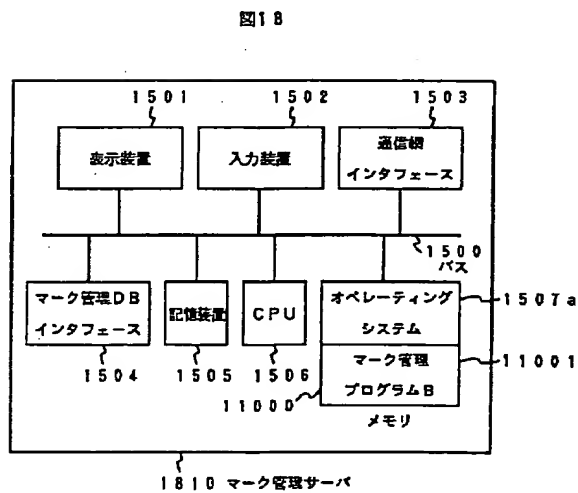 図18
1501
1502
1503
表示装置
入力装置
通信網
インタフェース
1500
バス
マーク管理DB
インタフェース
記憶装置
CPU
オペレーティング
システム
1507a
マーク管理
プログラムB
11001
1504
1505
1506
11000
メモリ
1810 マーク管理サーバ